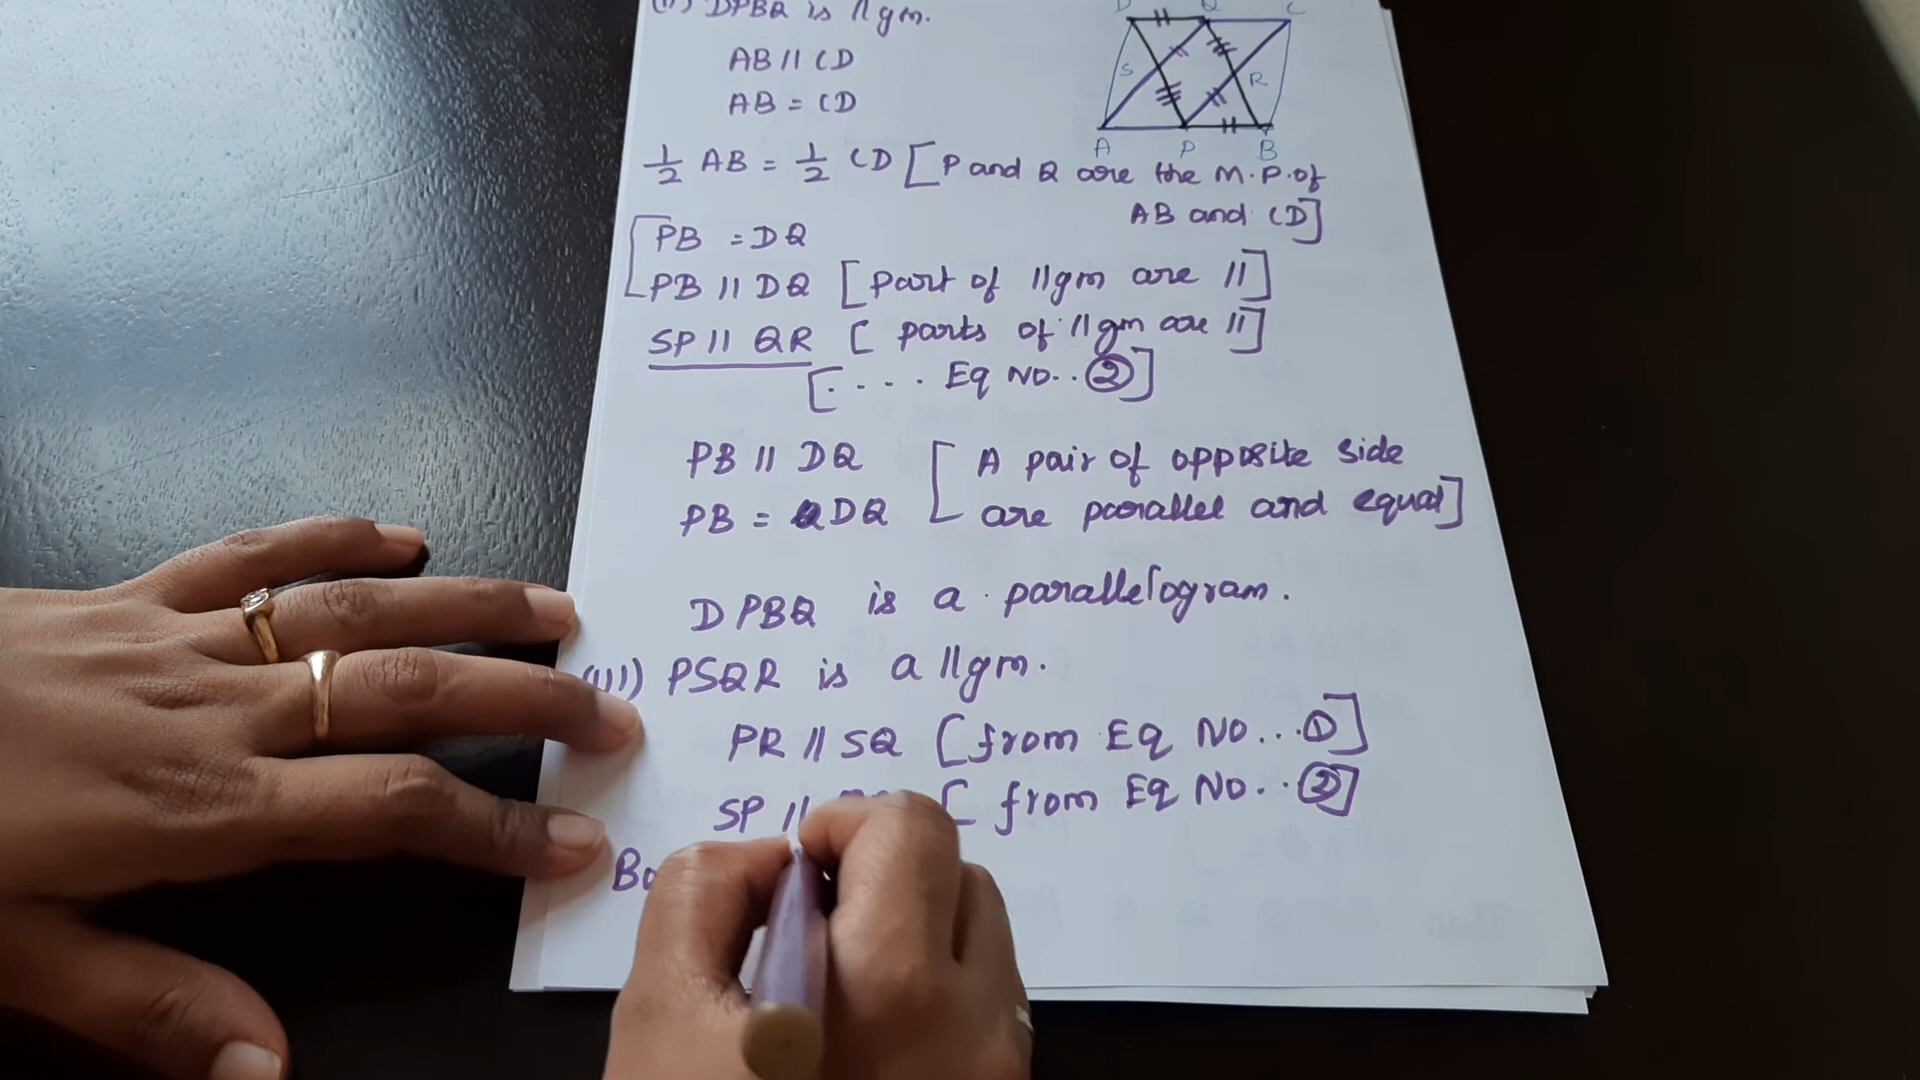 (ii) DPBQ is ||gm.
AB || CD
AB = CD
D Q C
S R
A P B
1/2 AB = 1/2 CD [P and Q are the M.P.of
AB and CD]
PB = DQ
PB || DQ [part of ||gm are ||]
SP || QR [parts of ||gm are ||]
[.... Eq No.. ②]
PB || DQ [A pair of opposite side
PB = DQ are parallel and equal]
DPBQ is a parallelogram.
(iii) PSQR is a ||gm.
PR || SQ [from Eq No...①]
SP || [from Eq No...②]